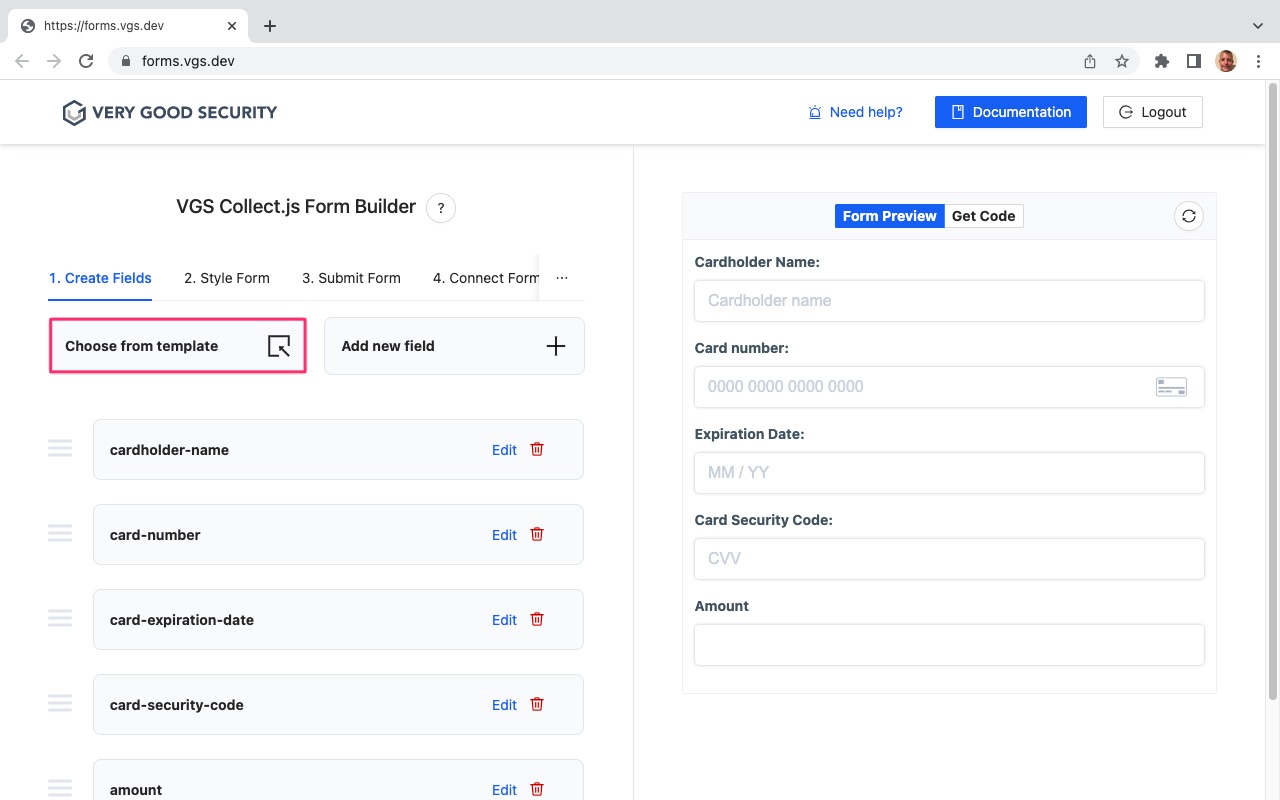 https://forms.vgs.dev
forms.vgs.dev
VERY GOOD SECURITY
Need help?
Documentation
Logout
VGS Collect.js Form Builder ?
1. Create Fields 2. Style Form 3. Submit Form 4. Connect Form ...
Choose from template
Add new field
cardholder-name Edit
card-number Edit
card-expiration-date Edit
card-security-code Edit
amount Edit
Form Preview Get Code
Cardholder Name:
Cardholder name
Card number:
0000 0000 0000 0000
Expiration Date:
MM / YY
Card Security Code:
CVV
Amount